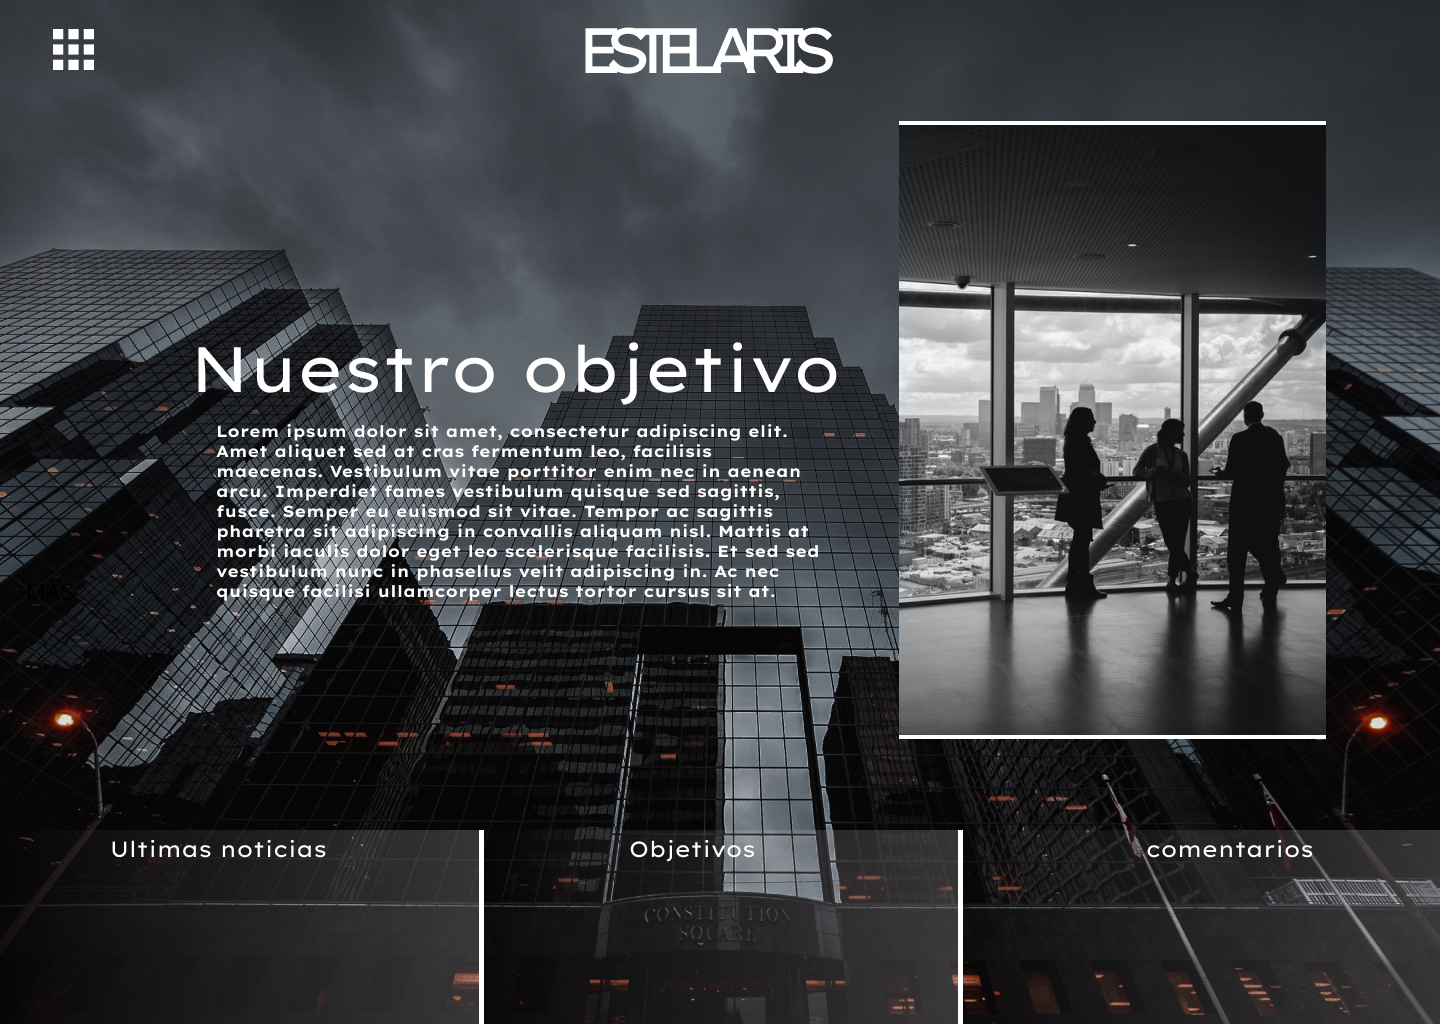 ESTELARIS
Nuestro objetivo
Lorem ipsum dolor sit amet, consectetur adipiscing elit.
Amet aliquet sed at cras fermentum leo, facilisis
maecenas. Vestibulum vitae porttitor enim nec in aenean
arcu. Imperdiet fames vestibulum quisque sed sagittis,
fusce. Semper eu euismod sit vitae. Tempor ac sagittis
pharetra sit adipiscing in convallis aliquam nisl. Mattis at
morbi iaculis dolor eget leo scelerisque facilisis. Et sed sed
vestibulum nunc in phasellus velit adipiscing in. Ac nec
quisque facilisi ullamcorper lectus tortor cursus sit at.
Ultimas noticias
Objetivos
comentarios
CONSTITUTION
SQUARE